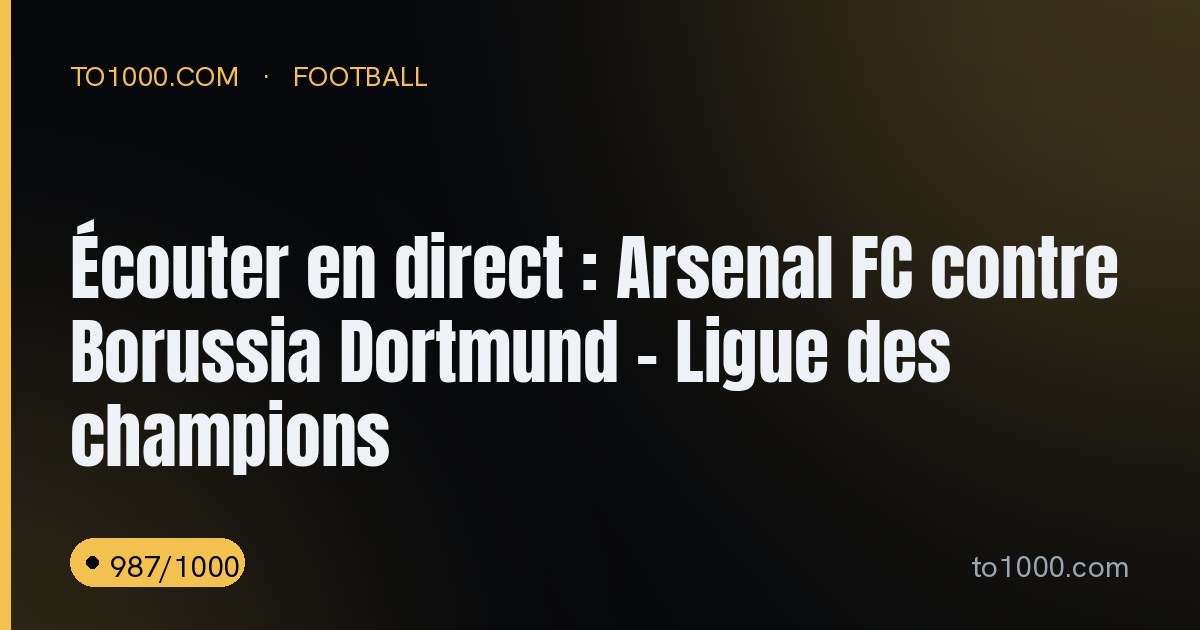 TO1000.COM · FOOTBALL
Écouter en direct : Arsenal FC contre
Borussia Dortmund - Ligue des
champions
987/1000
to1000.com